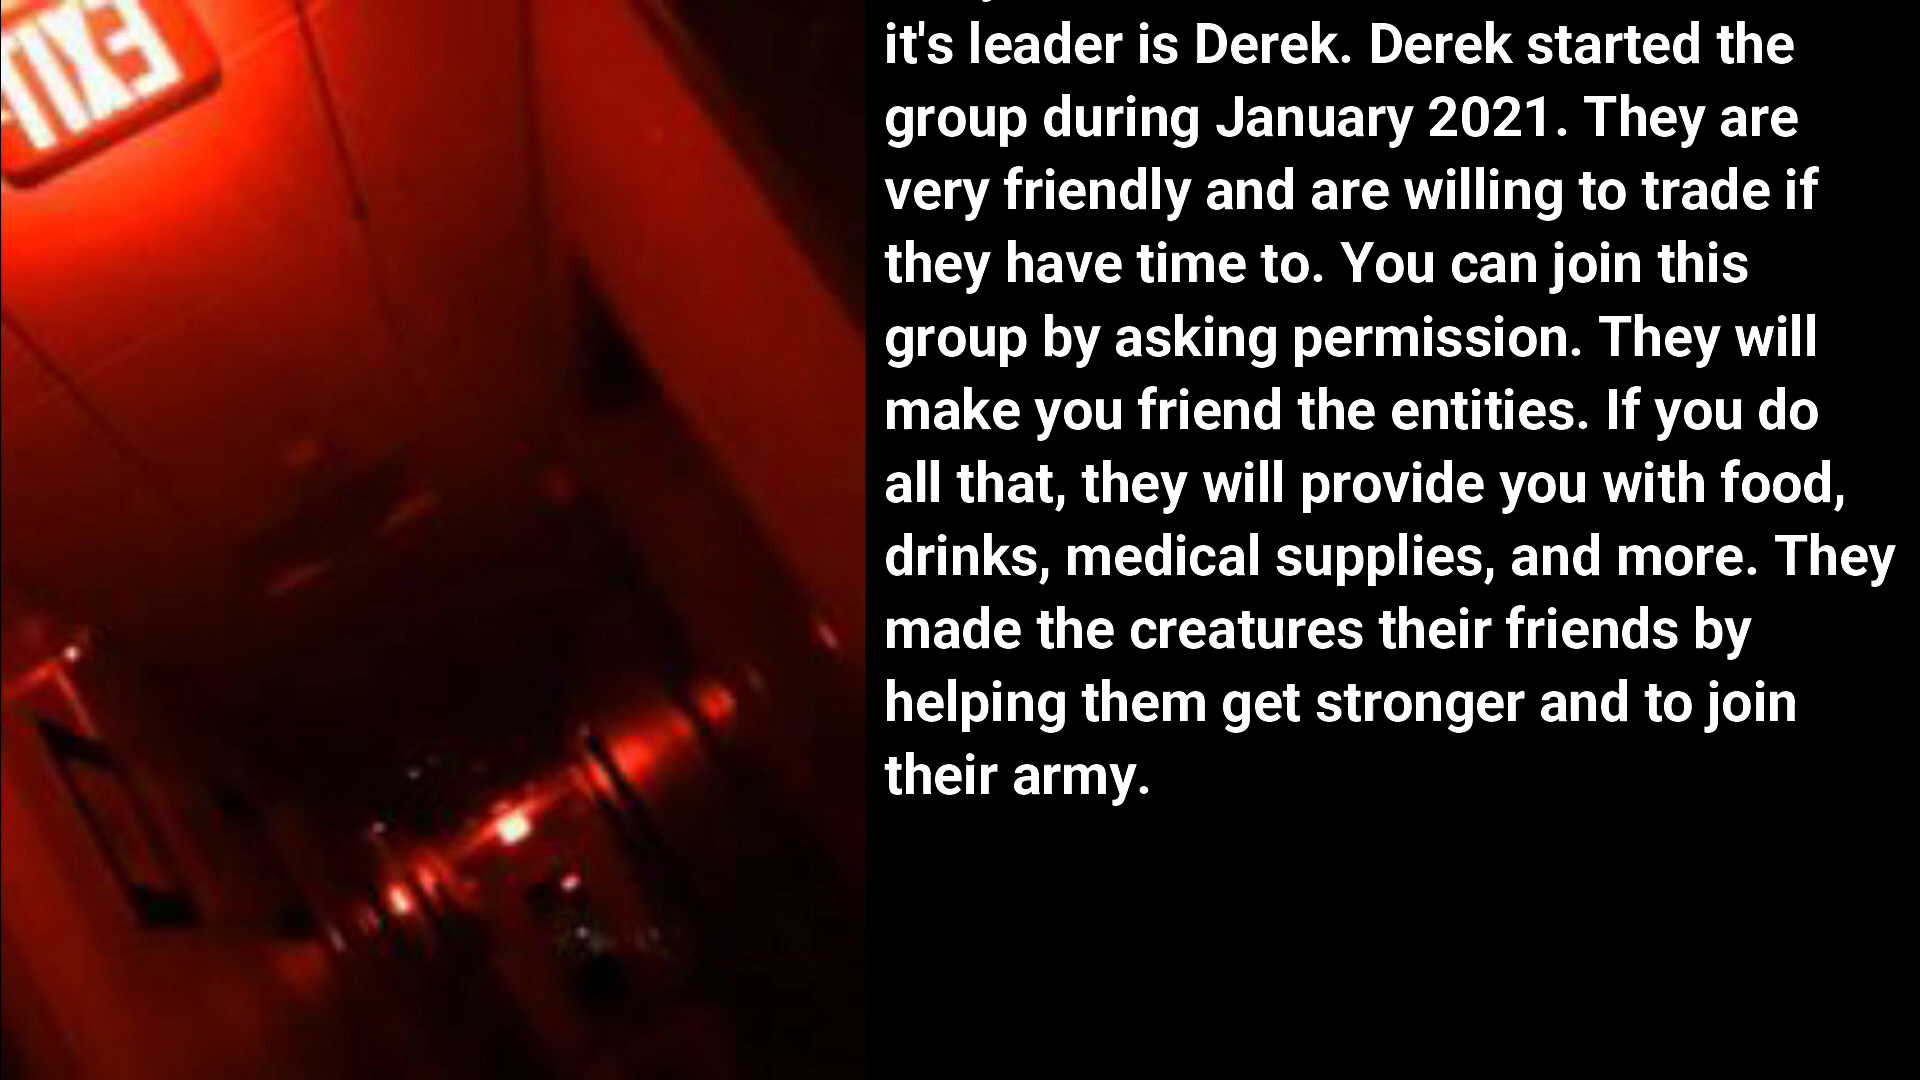 EXIT
it's leader is Derek. Derek started the
group during January 2021. They are
very friendly and are willing to trade if
they have time to. You can join this
group by asking permission. They will
make you friend the entities. If you do
all that, they will provide you with food,
drinks, medical supplies, and more. They
made the creatures their friends by
helping them get stronger and to join
their army.